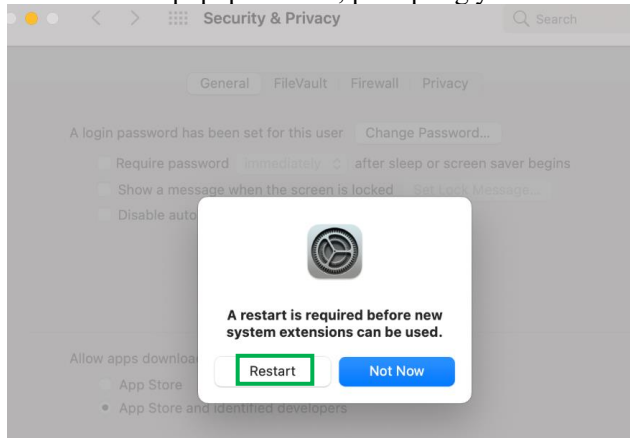 Security & Privacy
Search
General FileVault Firewall Privacy
A login password has been set for this user Change Password...
Require password immediately after sleep or screen saver begins
Show a message when the screen is locked Set Lock Message...
Disable auto
A restart is required before new
system extensions can be used.
Allow apps downloa
Restart Not Now
App Store
App Store and identified developers